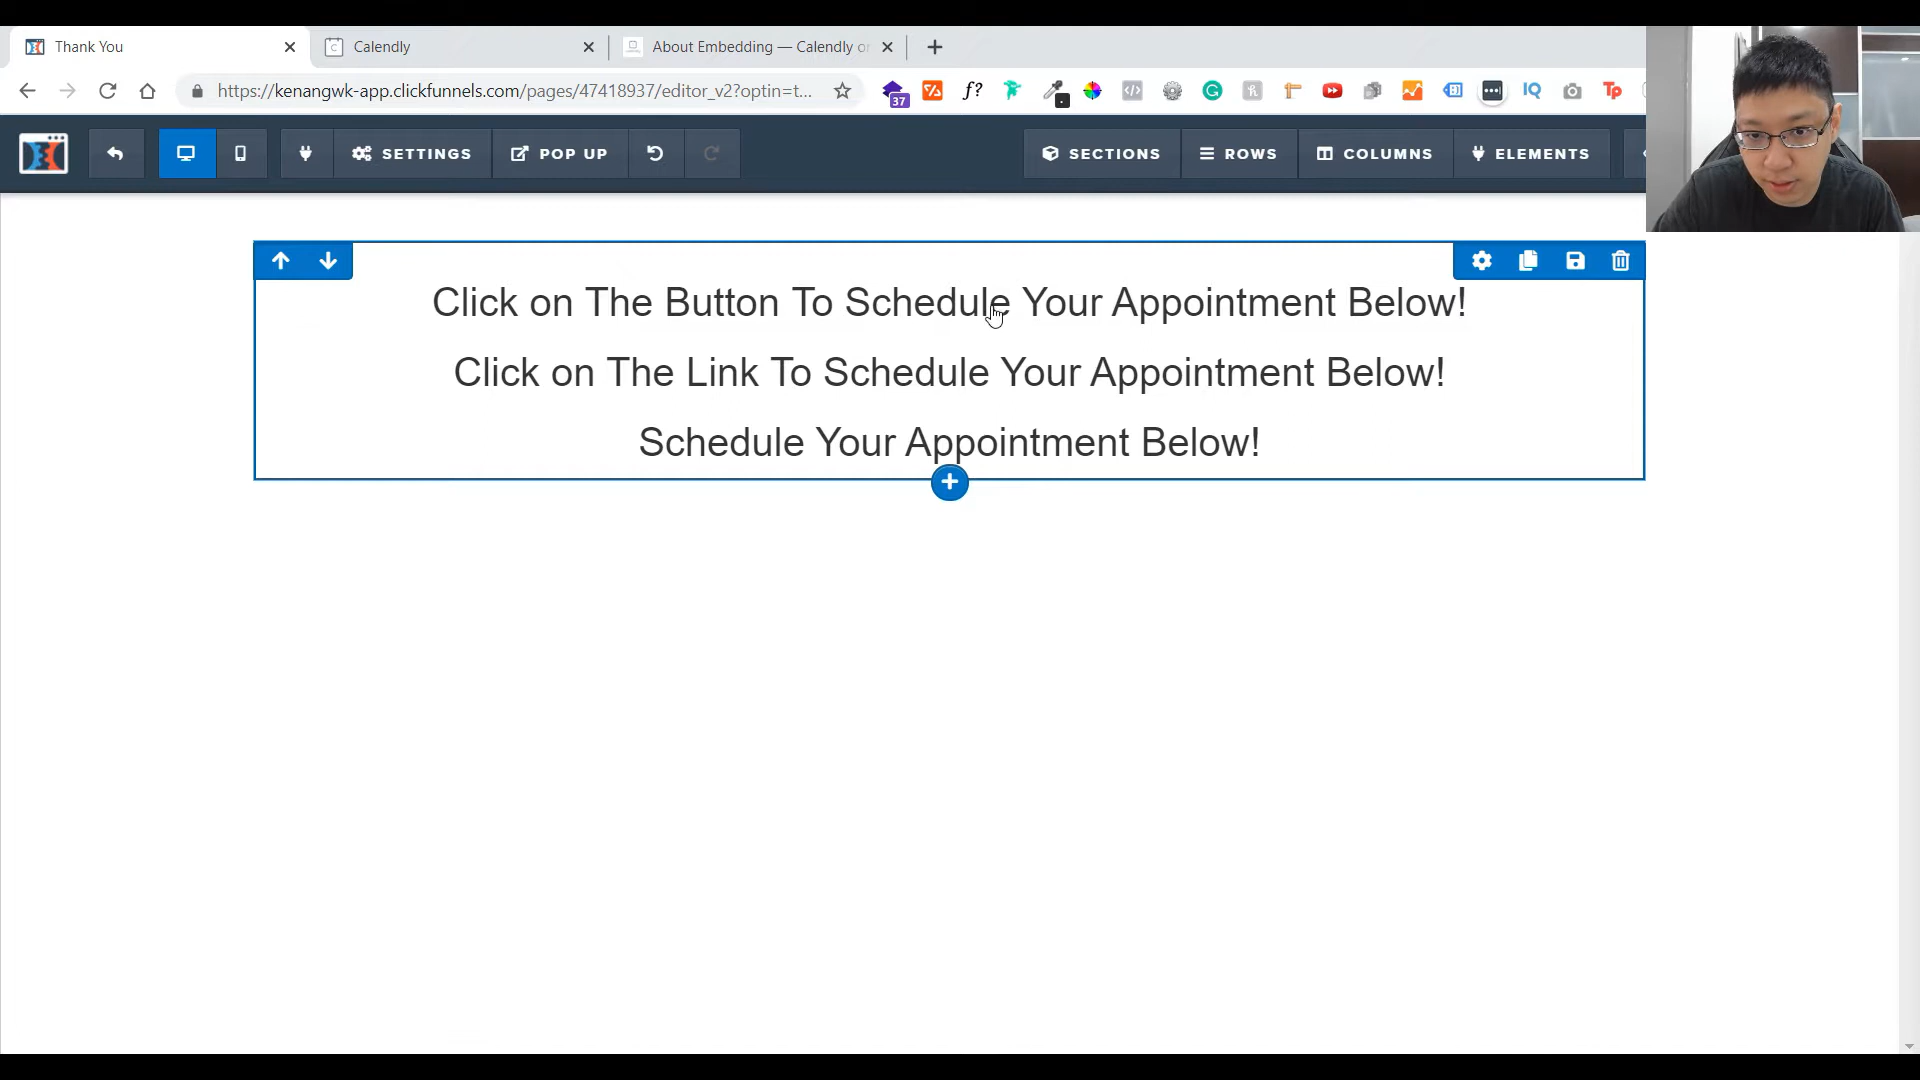 Thank You
Calendly
About Embedding — Calendly or
https://kenangwk-app.clickfunnels.com/pages/47418937/editor_v2?optin=t...
37
f?
IQ
Tp
SETTINGS
POP UP
SECTIONS
ROWS
COLUMNS
ELEMENTS
Click on The Button To Schedule Your Appointment Below!
Click on The Link To Schedule Your Appointment Below!
Schedule Your Appointment Below!